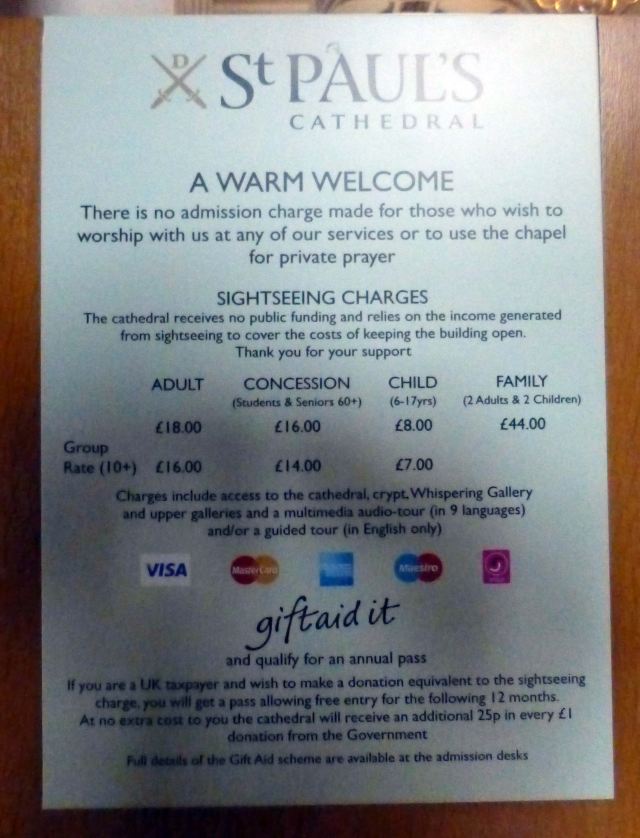 D
St PAUL'S
CATHEDRAL
A WARM WELCOME
There is no admission charge made for those who wish to
worship with us at any of our services or to use the chapel
for private prayer
SIGHTSEEING CHARGES
The cathedral receives no public funding and relies on the income generated
from sightseeing to cover the costs of keeping the building open.
Thank you for your support
ADULT CONCESSION CHILD FAMILY
(Students & Seniors 60+) (6-17yrs) (2 Adults & 2 Children)
£18.00 £16.00 £8.00 £44.00
Group
Rate (10+) £16.00 £14.00 £7.00
Charges include access to the cathedral, crypt, Whispering Gallery
and upper galleries and a multimedia audio-tour (in 9 languages)
and/or a guided tour (in English only)
VISA MasterCard Maestro
giftaid it
and qualify for an annual pass
If you are a UK taxpayer and wish to make a donation equivalent to the sightseeing
charge, you will get a pass allowing free entry for the following 12 months.
At no extra cost to you the cathedral will receive an additional 25p in every £1
donation from the Government
Full details of the Gift Aid scheme are available at the admission desks